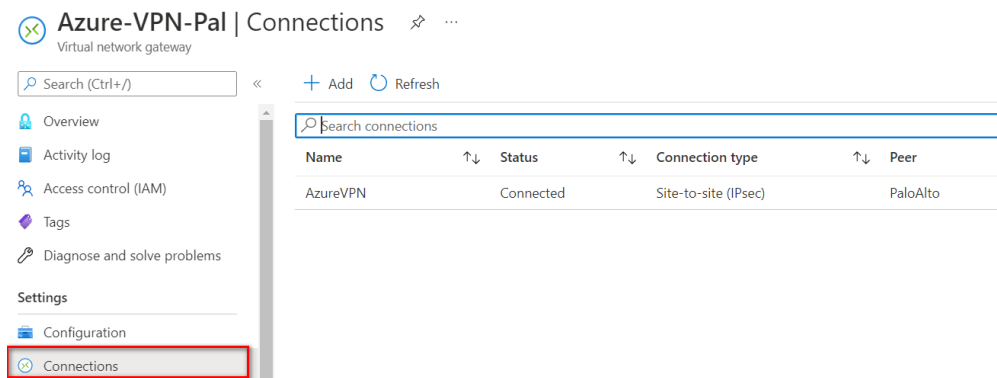 Azure-VPN-Pal | Connections ...
Virtual network gateway
Search (Ctrl+/)
Overview
Activity log
Access control (IAM)
Tags
Diagnose and solve problems
Settings
Configuration
Connections
Add Refresh
Search connections
Name Status Connection type Peer
AzureVPN Connected Site-to-site (IPsec) PaloAlto